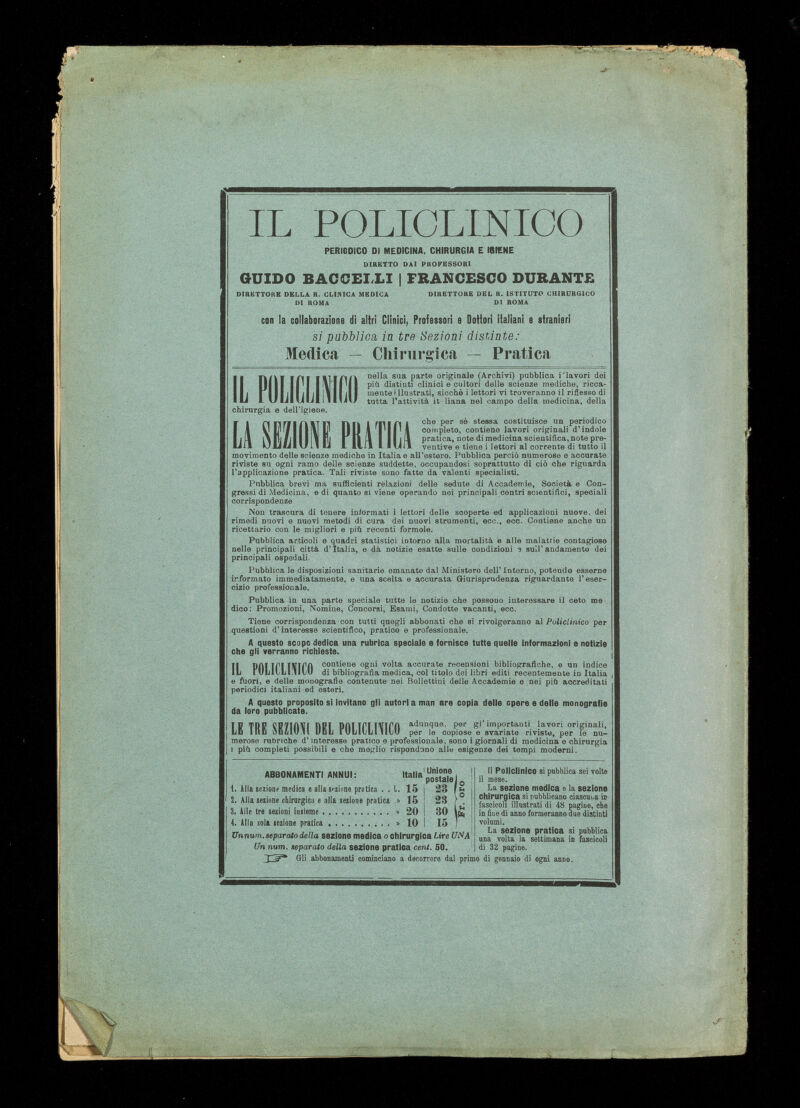 IL POLICLINICO
PERIODICO DI MEDICINA, CHIRURGIA E IGIENE
DIRETTO DAI PROFESSORI
GUIDO BACCELLI | FRANCESCO DURANTE
DIRETTORE DELLA R. CLINICA MEDICA DIRETTORE DEL R. ISTITUTO CHIRURGICO
DI ROMA DI ROMA
con la collaborazione di altri Clinici, Professori e Dottori italiani e stranieri
si pubblica in tre Sezioni distinte:
Medica — Chirurgica — Pratica
IL POLICLINICO nella sua parte originale (Archivi) pubblica i lavori dei
più distinti clinici e cultori delle scienze mediche, ricca-
mente illustrati, sicchè i lettori vi troveranno il riflesso di
tutta l'attività it liana nel campo della medicina, della
chirurgia e dell'igiene.
LA SEZIONE PRATICA che per sè stessa costituisce un periodico
completo, contiene lavori originali d'indole
pratica, note di medicina scientifica, note pre-
ventive e tiene i lettori al corrente di tutto il
movimento delle scienze mediche in Italia e all'estero. Pubblica perciò numerose e accurate
riviste su ogni ramo delle scienze suddette, occupandosi soprattutto di ciò che riguarda
l'applicazione pratica. Tali riviste sono fatte da valenti specialisti.
Pubblica brevi ma sufficienti relazioni delle sedute di Accademie, Società e Con-
gressi di Medicina, e di quanto si viene operando nei principali centri scientifici, speciali
corrispondenze
Non trascura di tenere informati i lettori delle scoperte ed applicazioni nuove, dei
rimedi nuovi e nuovi metodi di cura dei nuovi strumenti, ecc., ecc. Contiene anche un
ricettario con le migliori e più recenti formole.
Pubblica articoli e quadri statistici intorno alla mortalità e alle malattie contagiose
nelle principali città d'Italia, e dà notizie esatte sulle condizioni e sull'andamento dei
principali ospedali.
Pubblica le disposizioni sanitarie emanate dal Ministero dell'Interno, potendo esserne
informato immediatamente, e una scelta e accurata Giurisprudenza riguardante l'eser-
cizio professionale.
Pubblica in una parte speciale tutte le notizie che possono interessare il ceto me
dico: Promozioni, Nomine, Concorsi, Esami, Condotte vacanti, ecc.
Tiene corrispondenza con tutti quegli abbonati che si rivolgeranno al Policlinico per
questioni d'interesse scientifico, pratico e professionale.
A questo scopo dedica una rubrica speciale e fornisce tutte quelle informazioni e notizie
che gli verranno richieste.
IL POLICLINICO contiene ogni volta accurate recensioni bibliografiche, e un indice
di bibliografia medica, col titolo dei libri editi recentemente in Italia
e fuori, e delle monografie contenute nei Bollettini delle Accademie e nei più accreditati
periodici italiani ed esteri.
A questo proposito si invitano gli autori a man are copia delle opere e delle monografie
da loro pubblicate.
LE TRE SEZIONI DEL POLICLINICO adunque, per gl'importanti lavori originali,
per le copiose e svariate riviste, per le nu-
merose rubriche d'interesse pratico e professionale, sono i giornali di medicina e chirurgia
i più completi possibili e che meglio rispondono alle esigenze dei tempi moderni.
ABBONAMENTI ANNUI: Italia Unione postale
1. Alla sezione medica e alla sezione pratica . . L. 15 23
2. Alla sezione chirurgica e alla sezione pratica » 15 23
3. Alle tre sezioni insieme . . . . . . . . . . . » 20 30
4. Alla sola sezione pratica . . . . . . . . . . » 10 15
Fr. oro
Un num. separato della sezione medica o chirurgica Lire UNA
Un num. separato della sezione pratica cent. 50.
Il Policlinico si pubblica sei volte
il mese.
La sezione medica e la sezione
chirurgica si pubblicano ciascuna in
fascicoli illustrati di 48 pagine, che
in fine di anno formeranno due distinti
volumi.
La sezione pratica si pubblica
una volta la settimana in fascicoli
di 32 pagine.
☞ Gli abbonamenti cominciano a decorrere dal primo di gennaio di ogni anno.